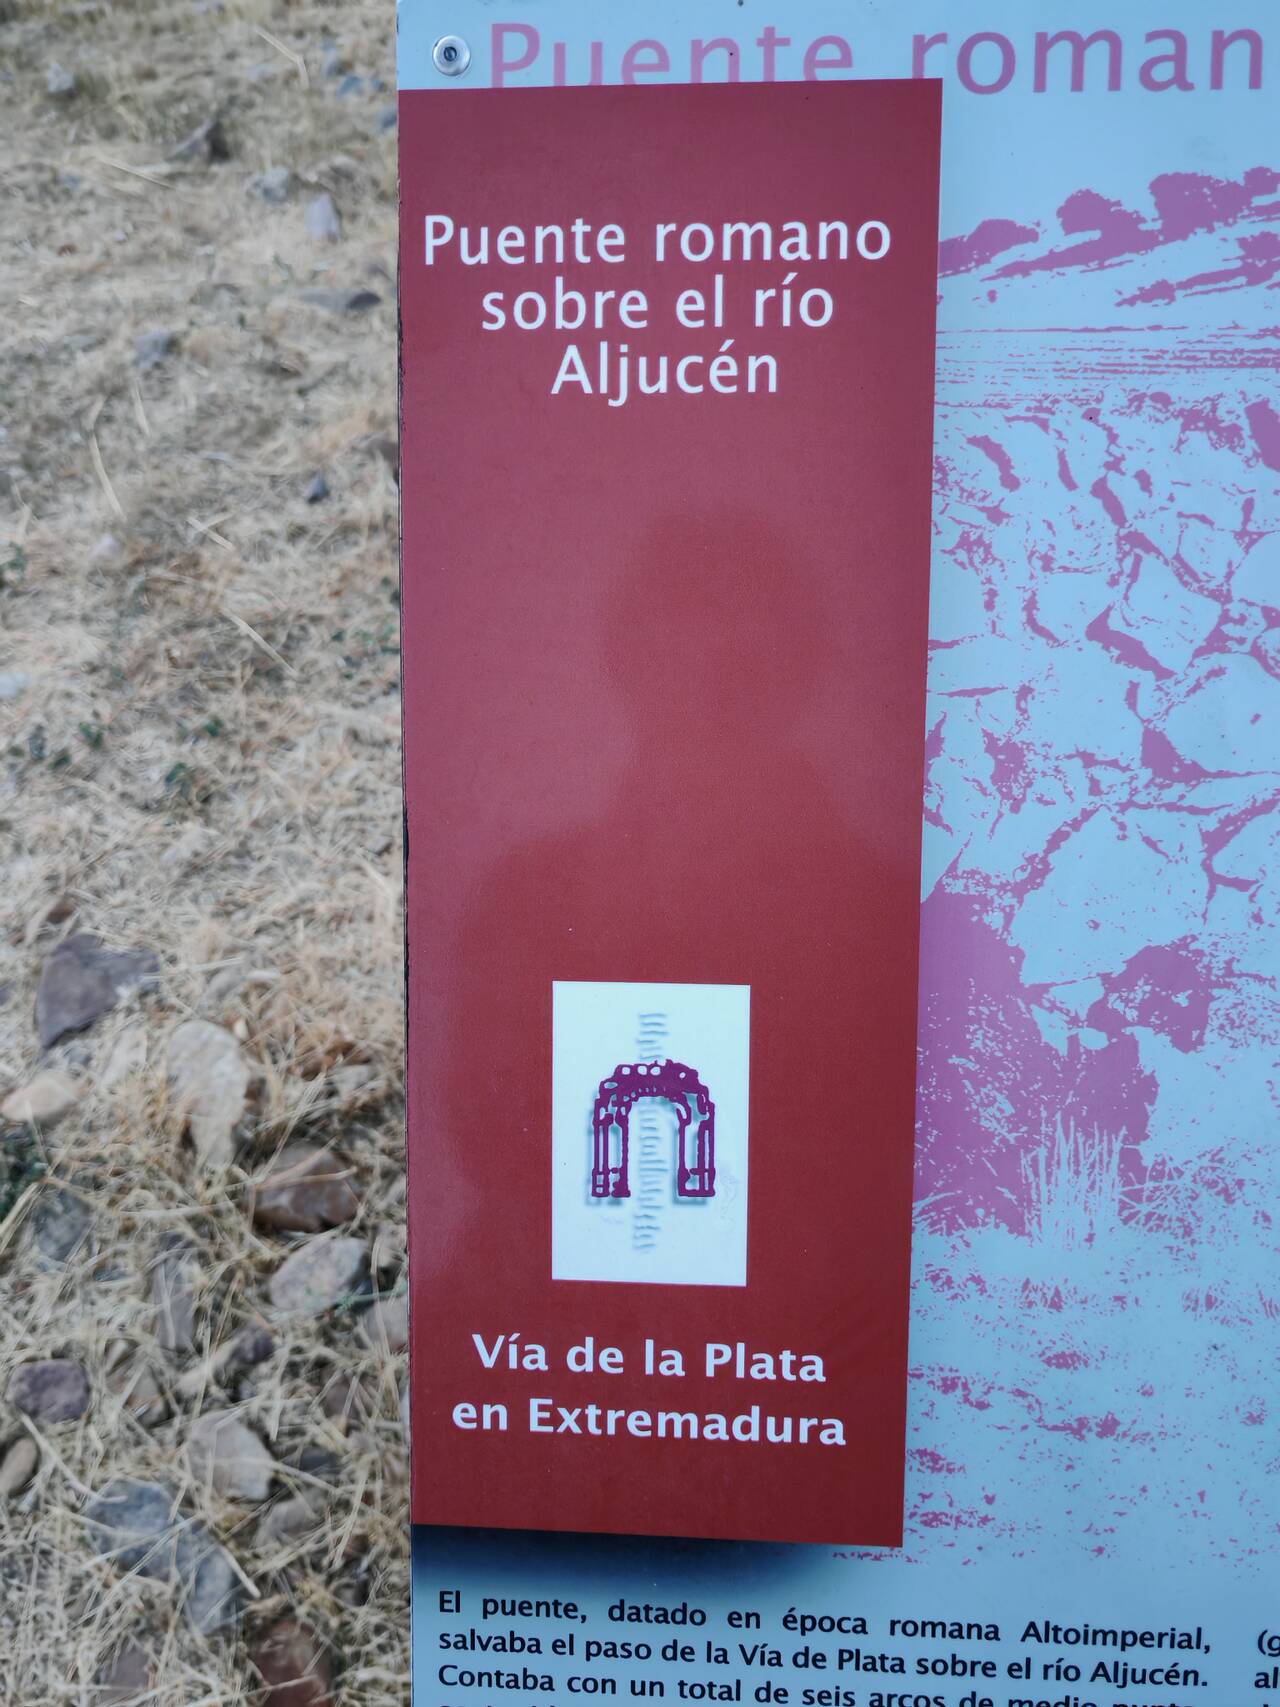 Puente roman
Puente romano
sobre el río
Aljucén
Vía de la Plata
en Extremadura
El puente, datado en época romana Altoimperial,
salvaba el paso de la Vía de Plata sobre el río Aljucén.
Contaba con un total de seis arcos de medio
(g
al